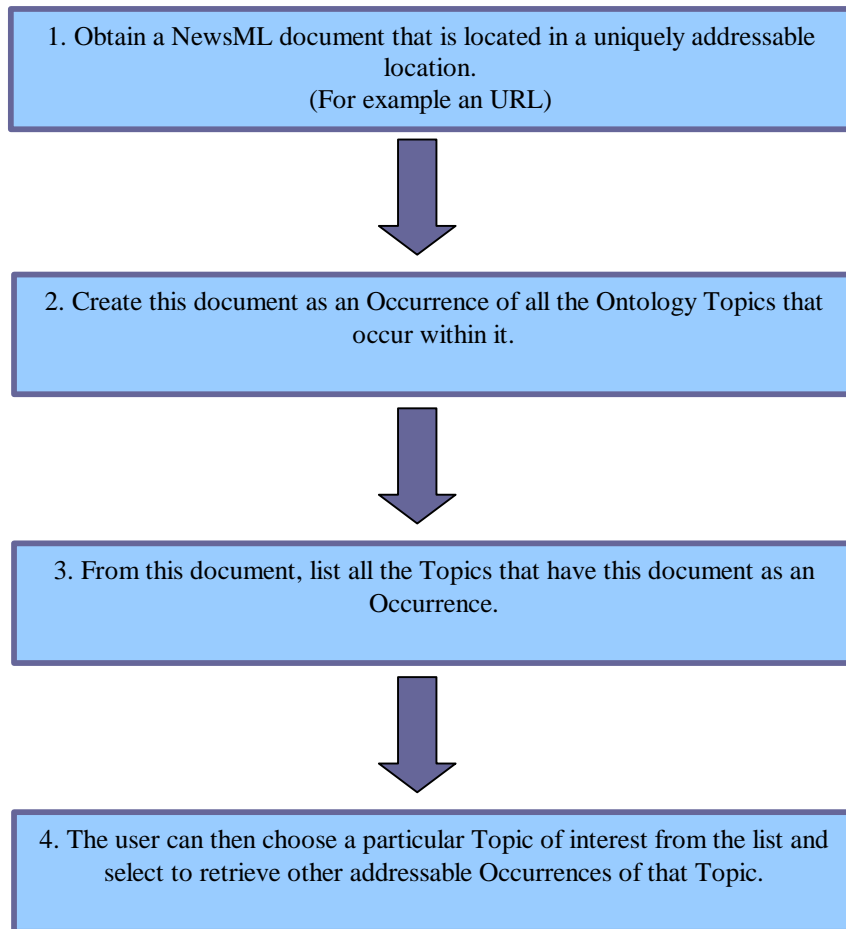 1. Obtain a NewsML document that is located in a uniquely addressable
location.
(For example an URL)
2. Create this document as an Occurrence of all the Ontology Topics that
occur within it.
3. From this document, list all the Topics that have this document as an
Occurrence.
4. The user can then choose a particular Topic of interest from the list and
select to retrieve other addressable Occurrences of that Topic.